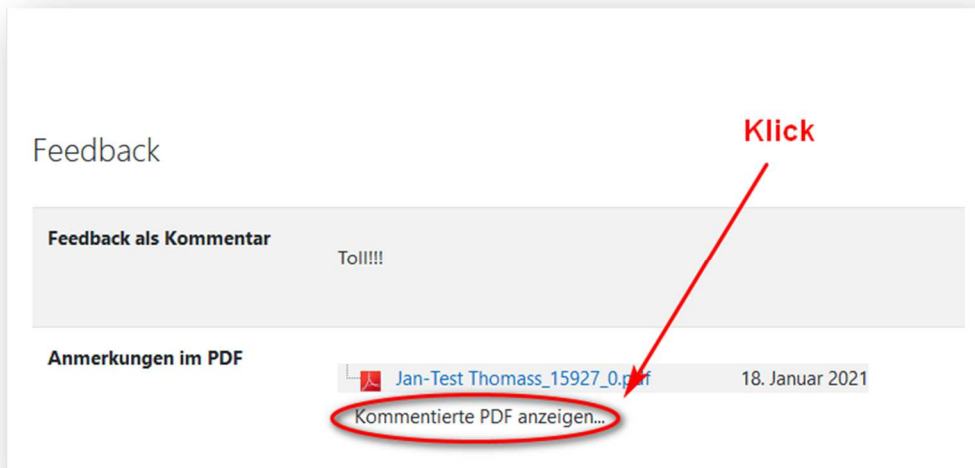 Klick
Feedback
Feedback als Kommentar
Toll!!!
Anmerkungen im PDF
Jan-Test Thomass_15927_0.pdf 18. Januar 2021
Kommentierte PDF anzeigen...